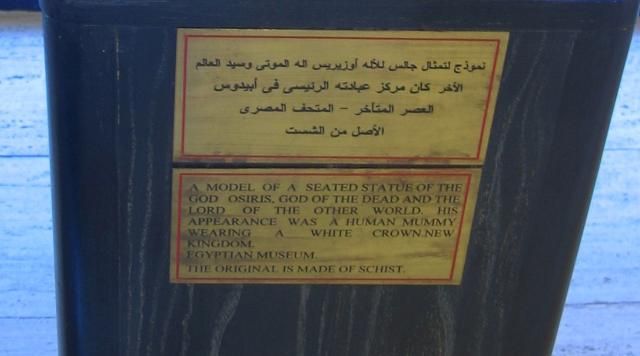 نموذج لتمثال جالس للأله أوزيريس اله الموتى وسيد العالم
الأخر كان مركز عبادته الرئيسى فى أبيدوس
العصر المتأخر – المتحف المصرى
الأصل من الشست
A MODEL OF A SEATED STATUE OF THE
GOD OSIRIS, GOD OF THE DEAD AND THE
LORD OF THE OTHER WORLD. HIS
APPEARANCE WAS A HUMAN MUMMY
WEARING A WHITE CROWN.NEW
KINGDOM.
EGYPTIAN MUSEUM.
THE ORIGINAL IS MADE OF SCHIST.